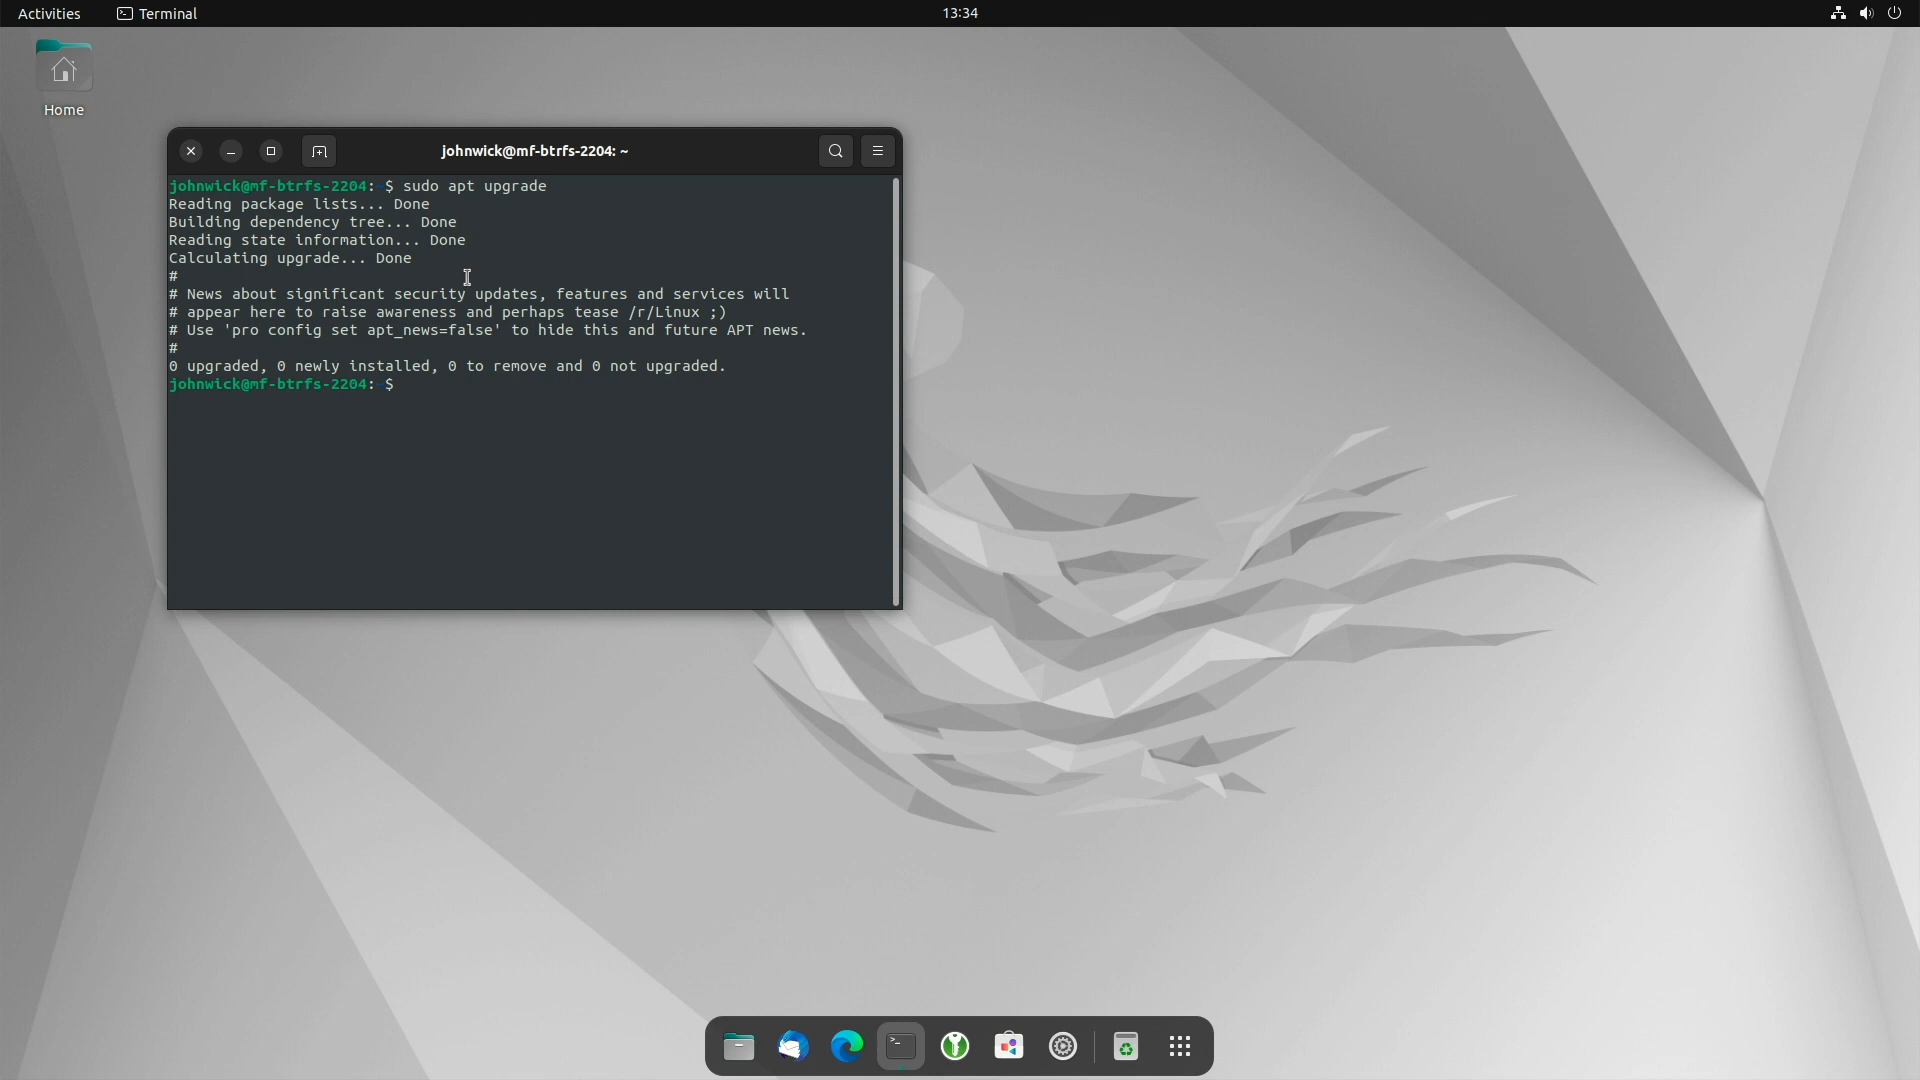 Activities
Terminal
13:34
Home
johnwick@mf-btrfs-2204: ~
johnwick@mf-btrfs-2204:~$ sudo apt upgrade
Reading package lists... Done
Building dependency tree... Done
Reading state information... Done
Calculating upgrade... Done
#
# News about significant security updates, features and services will
# appear here to raise awareness and perhaps tease /r/Linux ;)
# Use 'pro config set apt_news=false' to hide this and future APT news.
#
0 upgraded, 0 newly installed, 0 to remove and 0 not upgraded.
johnwick@mf-btrfs-2204:~$